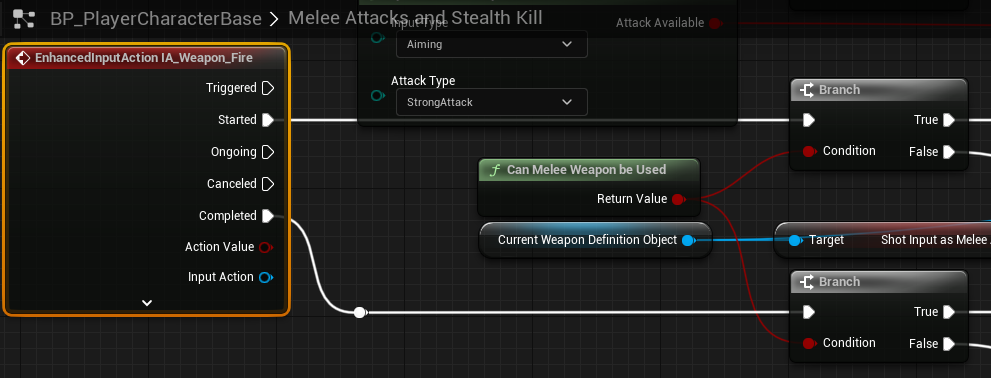 BP_PlayerCharacterBase > Melee Attacks and Stealth Kill
Input Type
Aiming
Attack Available
Attack Type
StrongAttack
EnhancedInputAction IA_Weapon_Fire
Triggered
Started
Ongoing
Canceled
Completed
Action Value
Input Action
Can Melee Weapon be Used
Return Value
Current Weapon Definition Object
Target
Shot Input as Melee
Branch
True
Condition
False
Branch
True
Condition
False